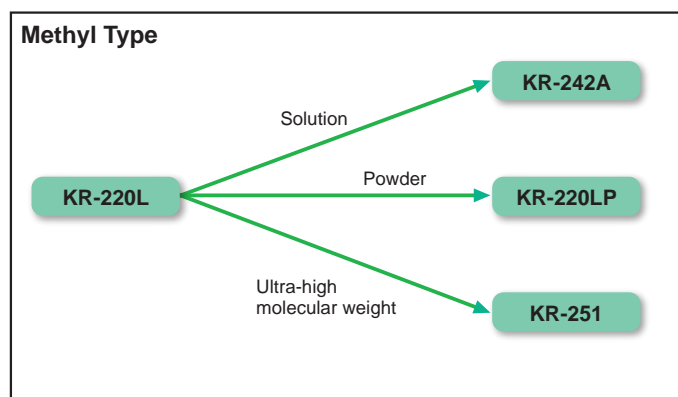 Methyl Type
KR-242A
Solution
Powder
KR-220L
KR-220LP
Ultra-high
molecular weight
KR-251